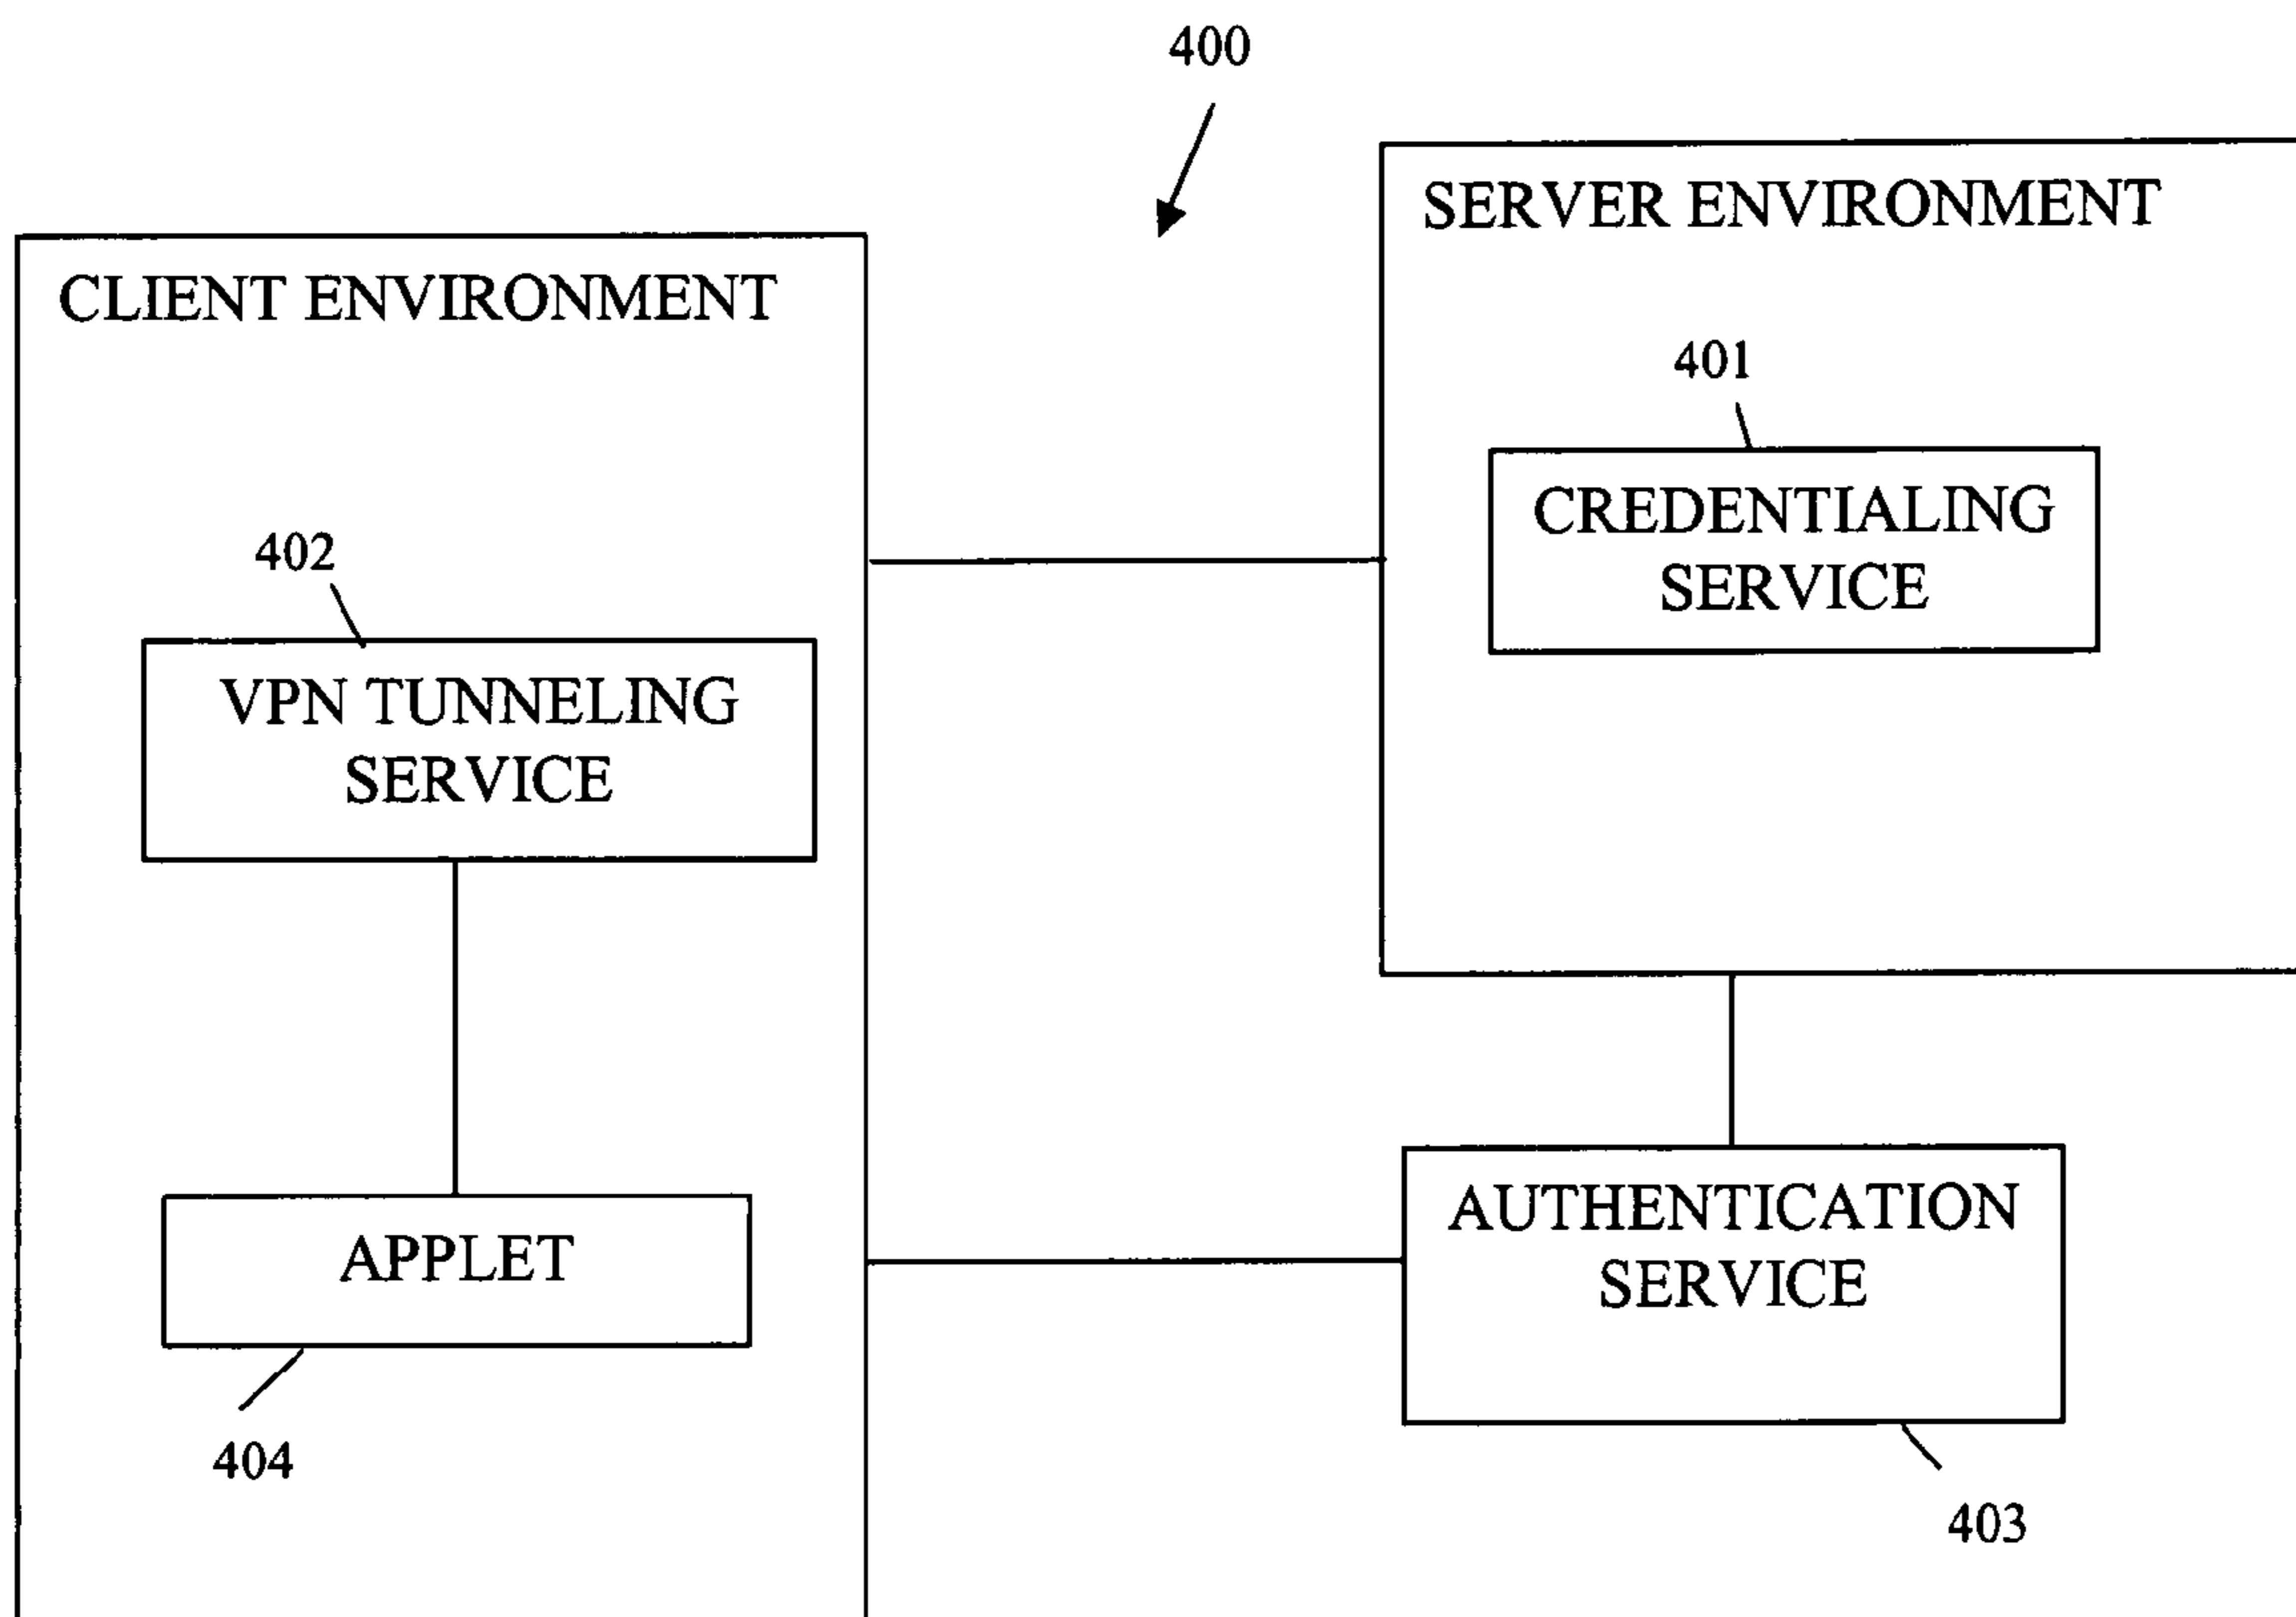 400
SERVER ENVIRONMENT
CLIENT ENVIRONMENT
401
CREDENTIALING
SERVICE
402
VPN TUNNELING
SERVICE
AUTHENTICATION
SERVICE
APPLET
404
403